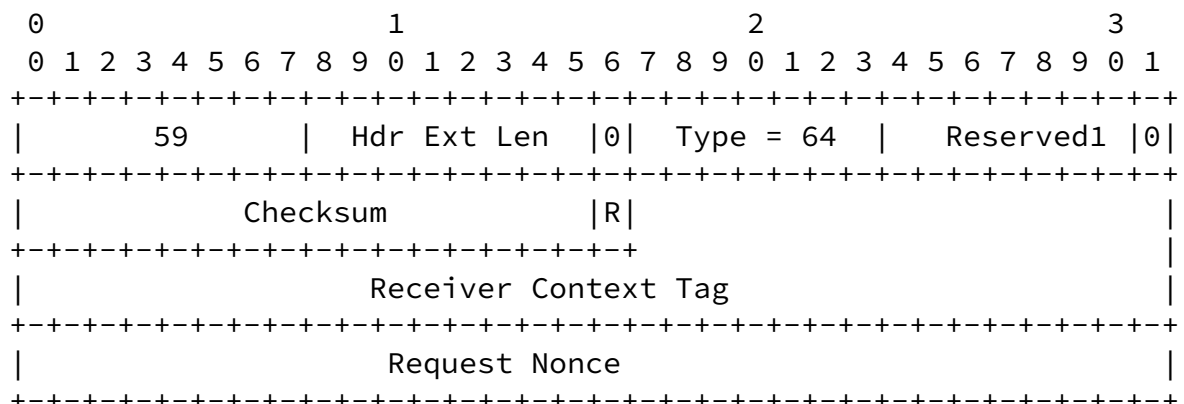 0                   1                   2                   3
 0 1 2 3 4 5 6 7 8 9 0 1 2 3 4 5 6 7 8 9 0 1 2 3 4 5 6 7 8 9 0 1
+-+-+-+-+-+-+-+-+-+-+-+-+-+-+-+-+-+-+-+-+-+-+-+-+-+-+-+-+-+-+-+-+
|       59      |  Hdr Ext Len  |0|  Type = 64  |   Reserved1 |0|
+-+-+-+-+-+-+-+-+-+-+-+-+-+-+-+-+-+-+-+-+-+-+-+-+-+-+-+-+-+-+-+-+
|            Checksum           |R|                             |
+-+-+-+-+-+-+-+-+-+-+-+-+-+-+-+-+-+                             |
|                   Receiver Context Tag                        |
+-+-+-+-+-+-+-+-+-+-+-+-+-+-+-+-+-+-+-+-+-+-+-+-+-+-+-+-+-+-+-+-+
|                    Request Nonce                              |
+-+-+-+-+-+-+-+-+-+-+-+-+-+-+-+-+-+-+-+-+-+-+-+-+-+-+-+-+-+-+-+-+